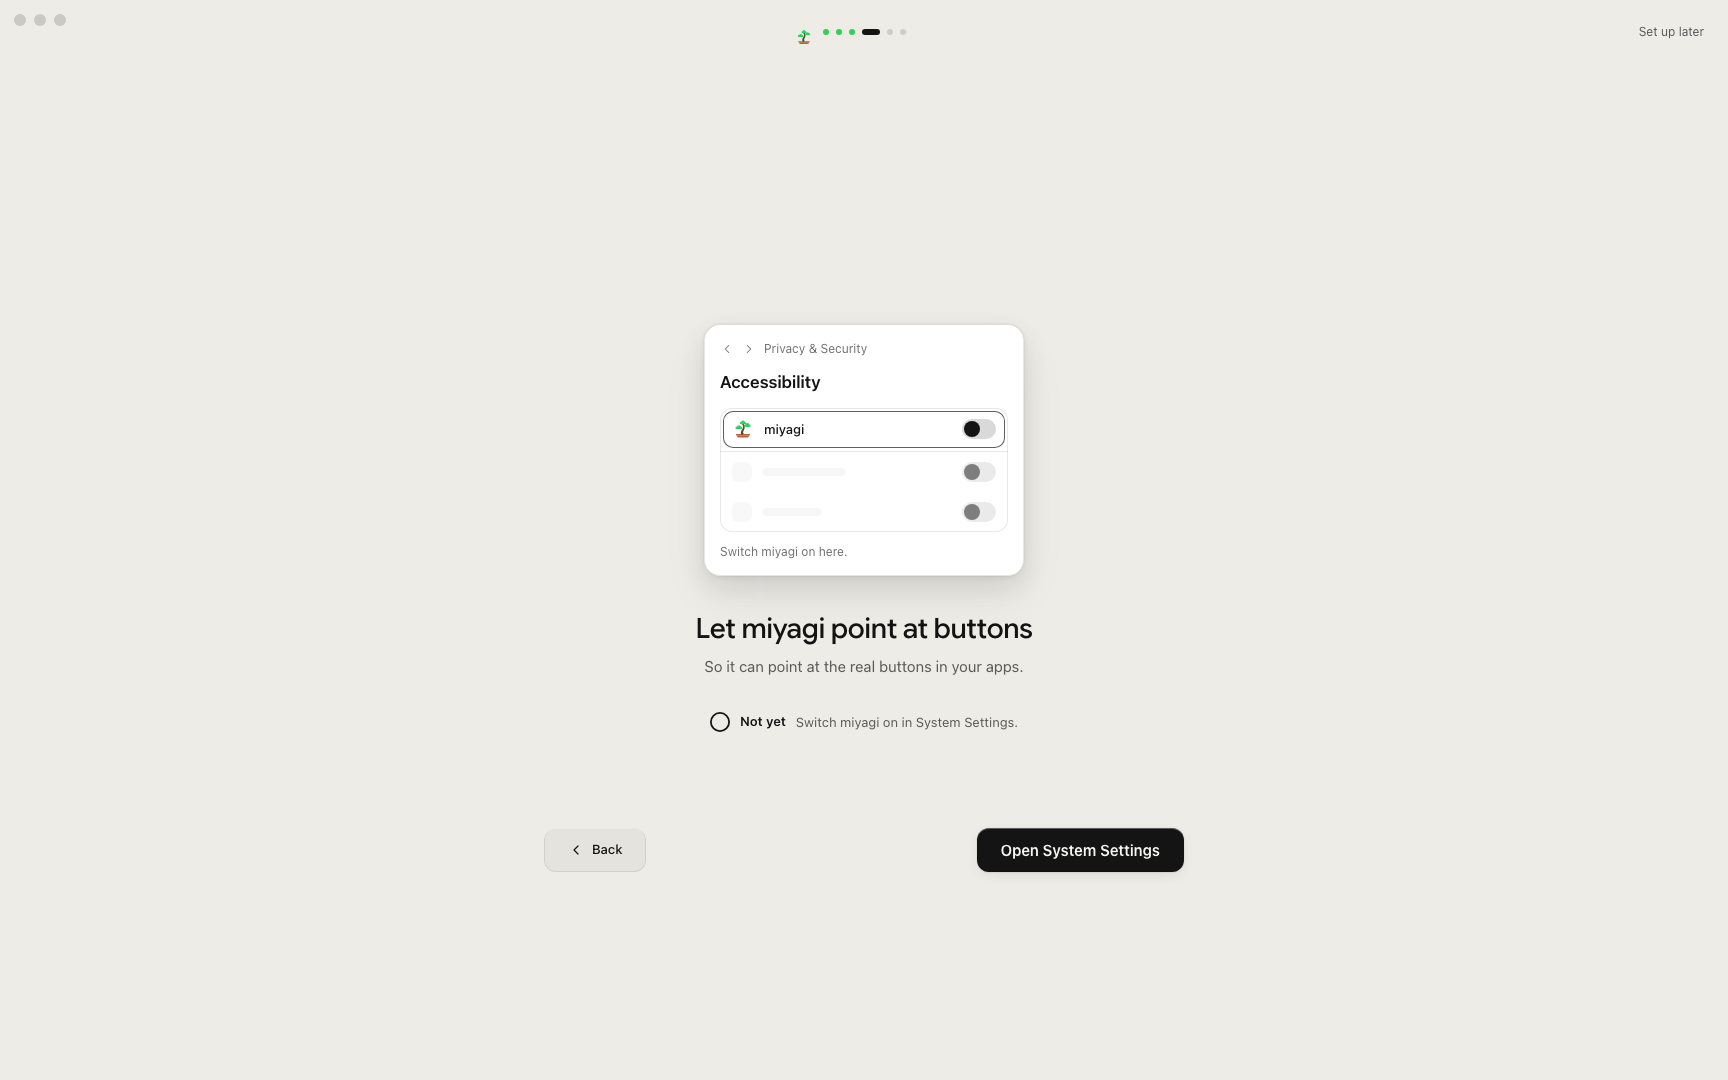 Set up later
Privacy & Security
Accessibility
miyagi
Switch miyagi on here.
Let miyagi point at buttons
So it can point at the real buttons in your apps.
Not yet Switch miyagi on in System Settings.
Back
Open System Settings